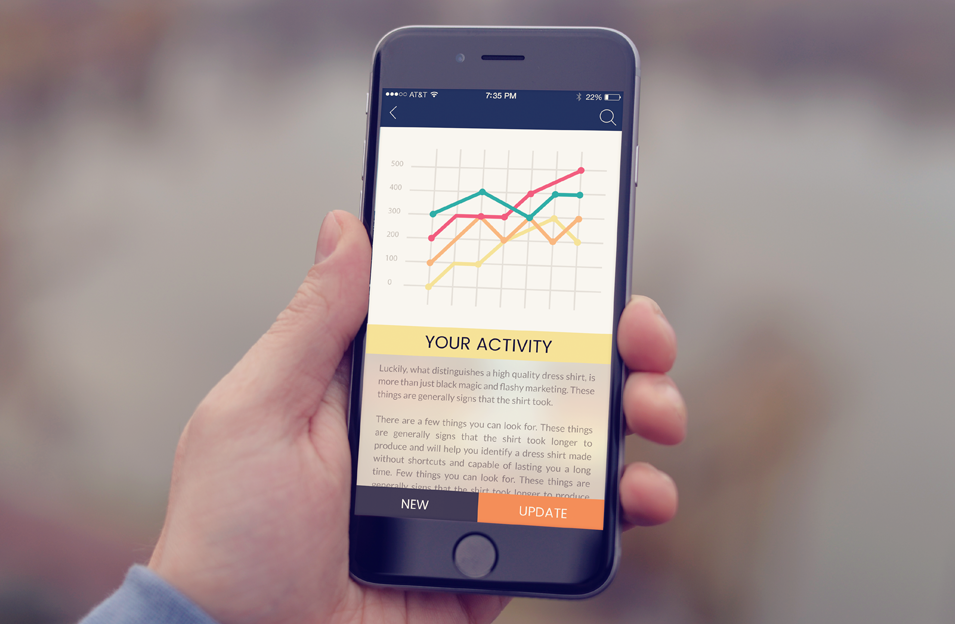 AT&T 7:35 PM 22%
500
400
300
200
100
0
YOUR ACTIVITY
Luckily, what distinguishes a high quality dress shirt, is
more than just black magic and flashy marketing. These
things are generally signs that the shirt took.
There are a few things you can look for. These things
are generally signs that the shirt took longer to
produce and will help you identify a dress shirt made
without shortcuts and capable of lasting you a long
time. Few things you can look for. These things are
generally signs that the shirt took longer to produce
NEW UPDATE